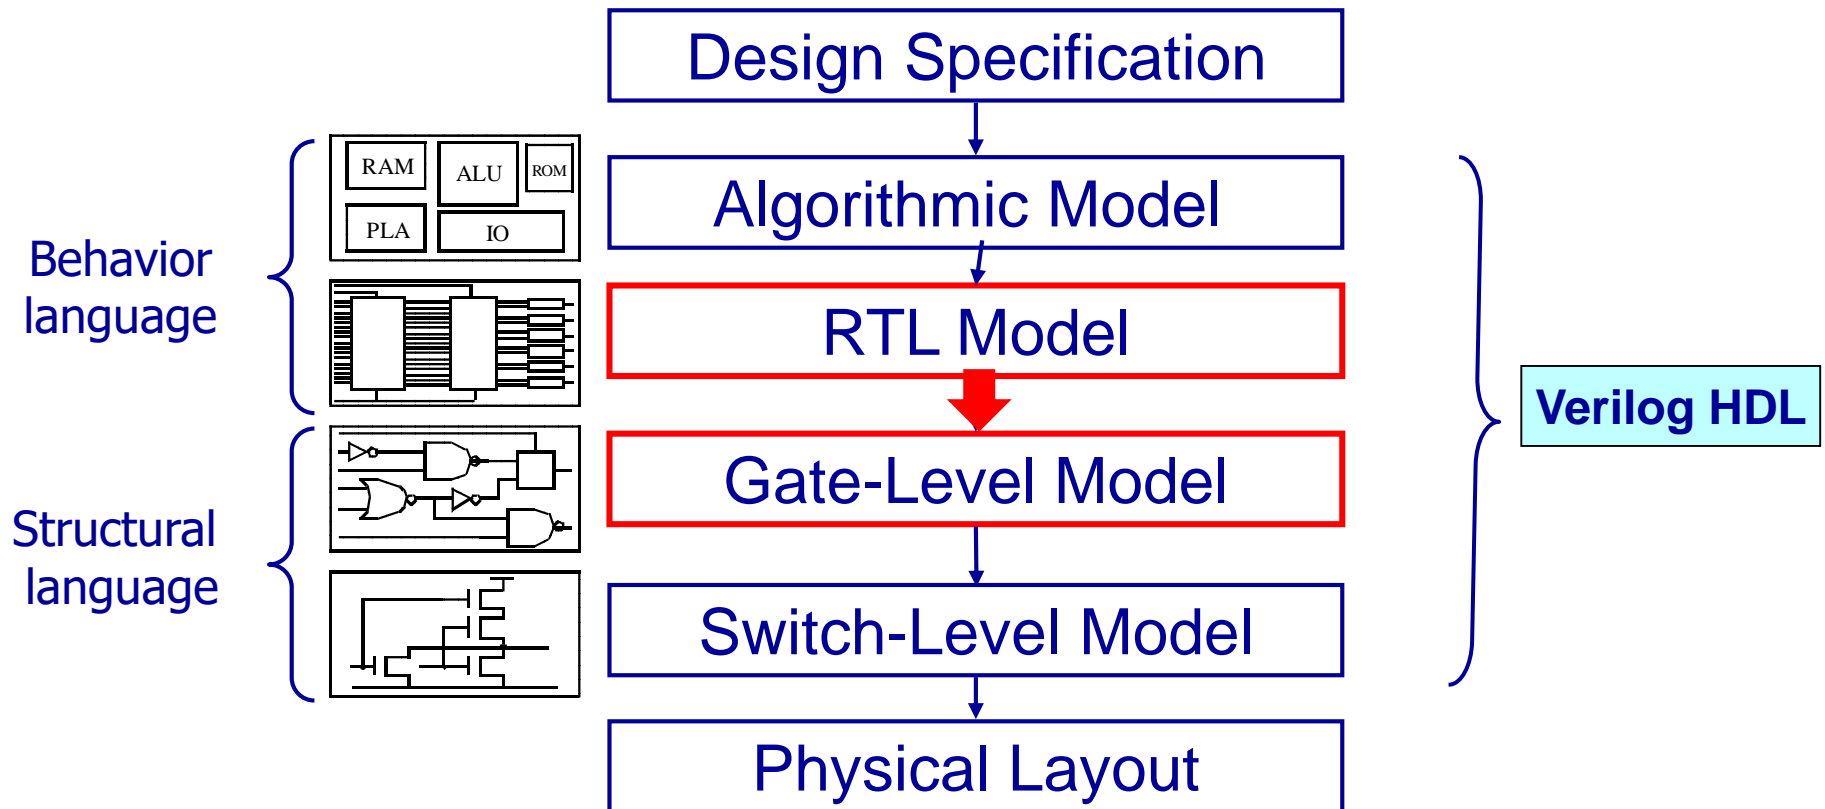 Design Specification
RAM
ALU
ROM
PLA
IO
Algorithmic Model
Behavior
language
RTL Model
Verilog HDL
Gate-Level Model
Structural
language
Switch-Level Model
Physical Layout